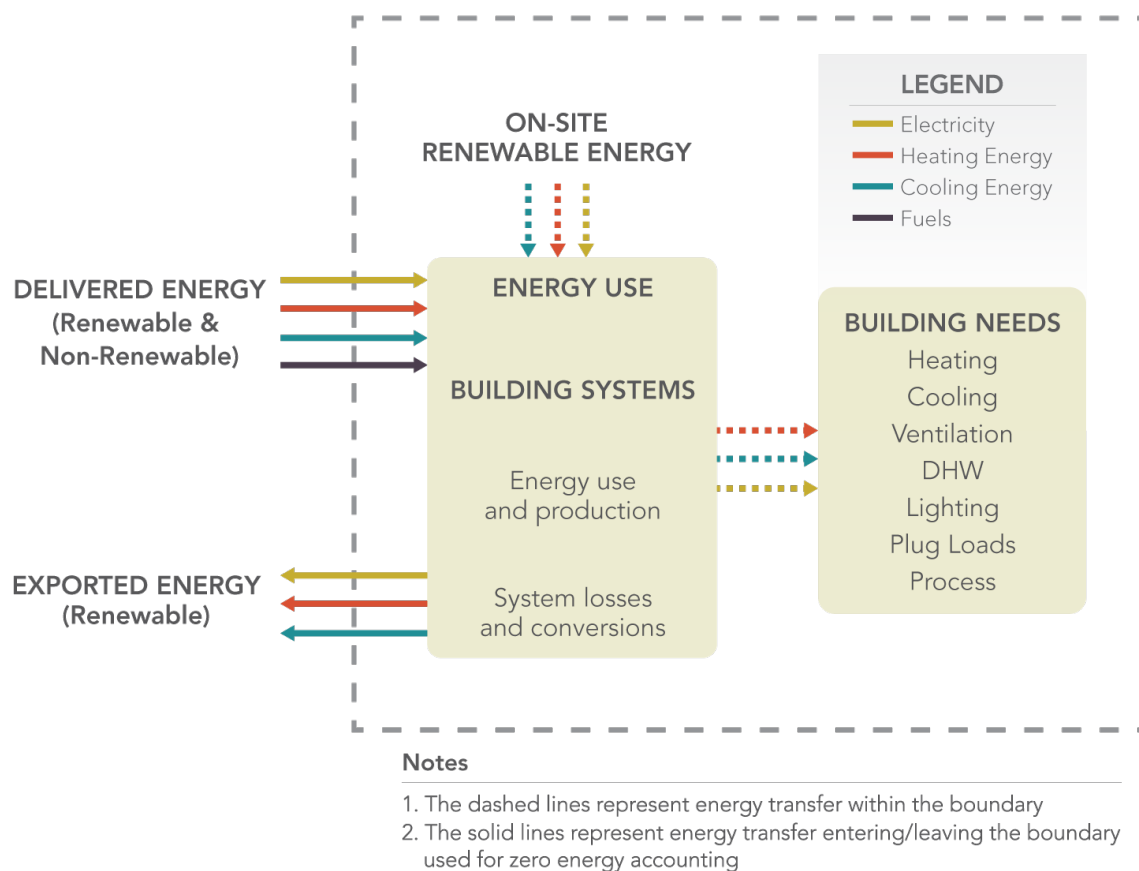 LEGEND
Electricity
Heating Energy
Cooling Energy
Fuels
ON-SITE
RENEWABLE ENERGY
DELIVERED ENERGY
(Renewable &
Non-Renewable)
ENERGY USE
BUILDING SYSTEMS
Energy use
and production
System losses
and conversions
BUILDING NEEDS
Heating
Cooling
Ventilation
DHW
Lighting
Plug Loads
Process
EXPORTED ENERGY
(Renewable)
Notes
1. The dashed lines represent energy transfer within the boundary
2. The solid lines represent energy transfer entering/leaving the boundary
used for zero energy accounting